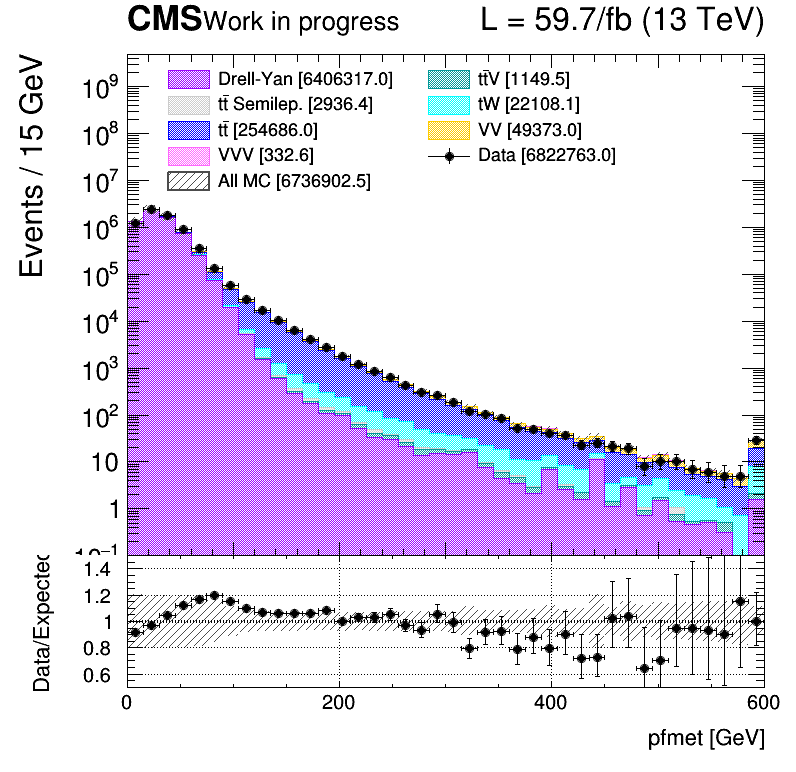 CMS Work in progress L = 59.7/fb (13 TeV)
Events / 15 GeV
Drell-Yan [6406317.0] tt̄V [1149.5]
tt̄ Semilep. [2936.4] tW [22108.1]
tt̄ [254686.0] VV [49373.0]
VVV [332.6] Data [6822763.0]
All MC [6736902.5]
10⁹
10⁸
10⁷
10⁶
10⁵
10⁴
10³
10²
10
1
10⁻¹
Data/Expected
1.4
1.2
1
0.8
0.6
0 200 400 600
pfmet [GeV]